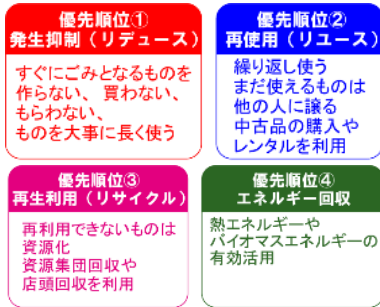 優先順位①
発生抑制（リデュース）
すぐにごみとなるものを
作らない、買わない、
もらわない、
ものを大事に長く使う
優先順位②
再使用（リユース）
繰り返し使う
まだ使えるものは
他の人に譲る
中古品の購入や
レンタルを利用
優先順位③
再生利用（リサイクル）
再利用できないものは
資源化
資源集団回収や
店頭回収を利用
優先順位④
エネルギー回収
熱エネルギーや
バイオマスエネルギーの
有効活用